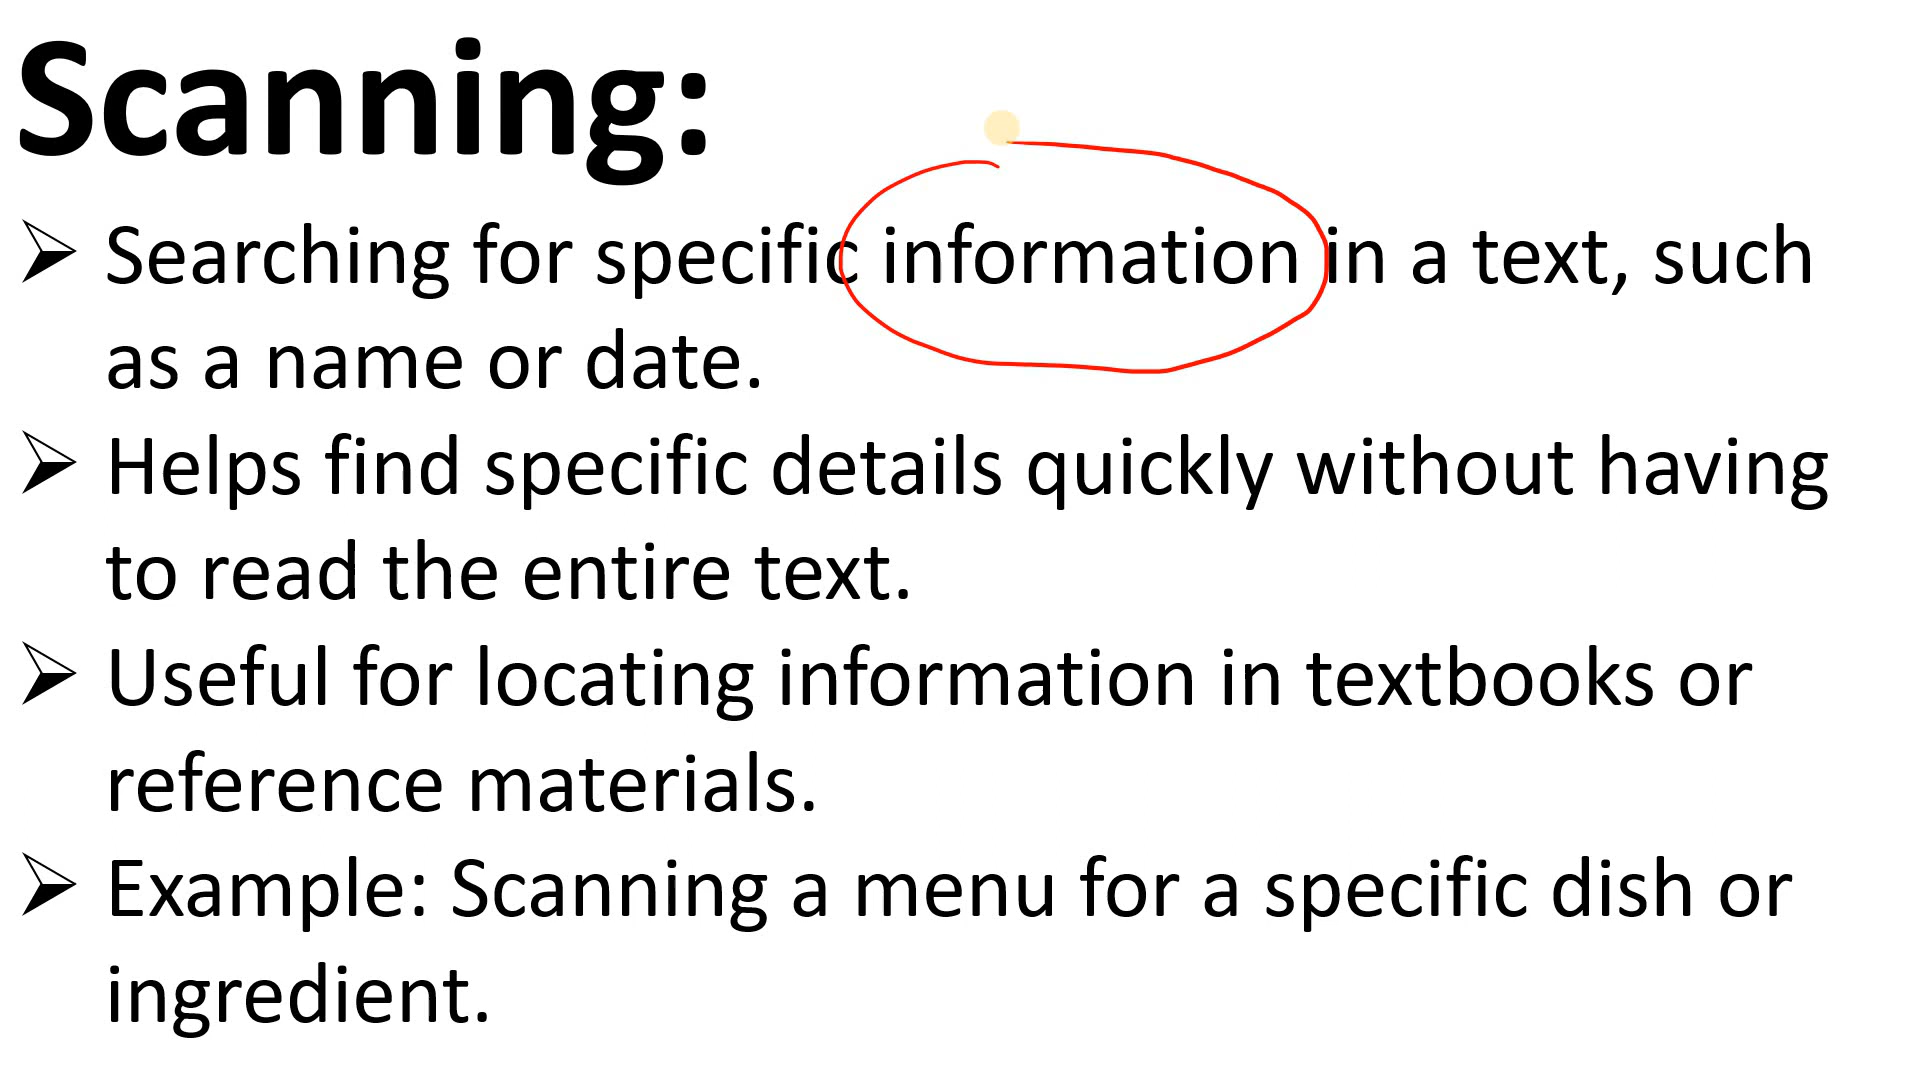 Scanning:
Searching for specific information in a text, such
as a name or date.
Helps find specific details quickly without having
to read the entire text.
Useful for locating information in textbooks or
reference materials.
Example: Scanning a menu for a specific dish or
ingredient.